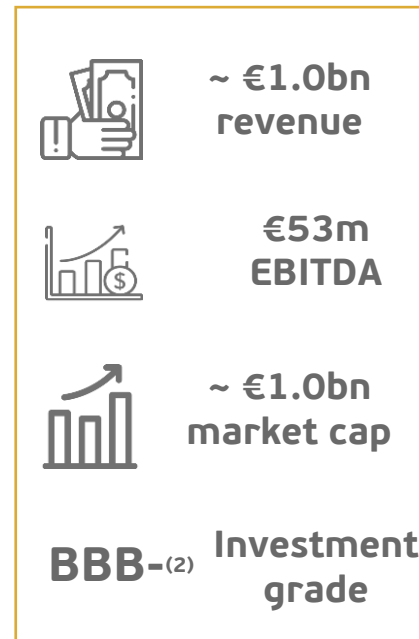 ~ €1.0bn
revenue
$
€53m
EBITDA
~ €1.0bn
market cap
BBB-(2)
Investment
grade